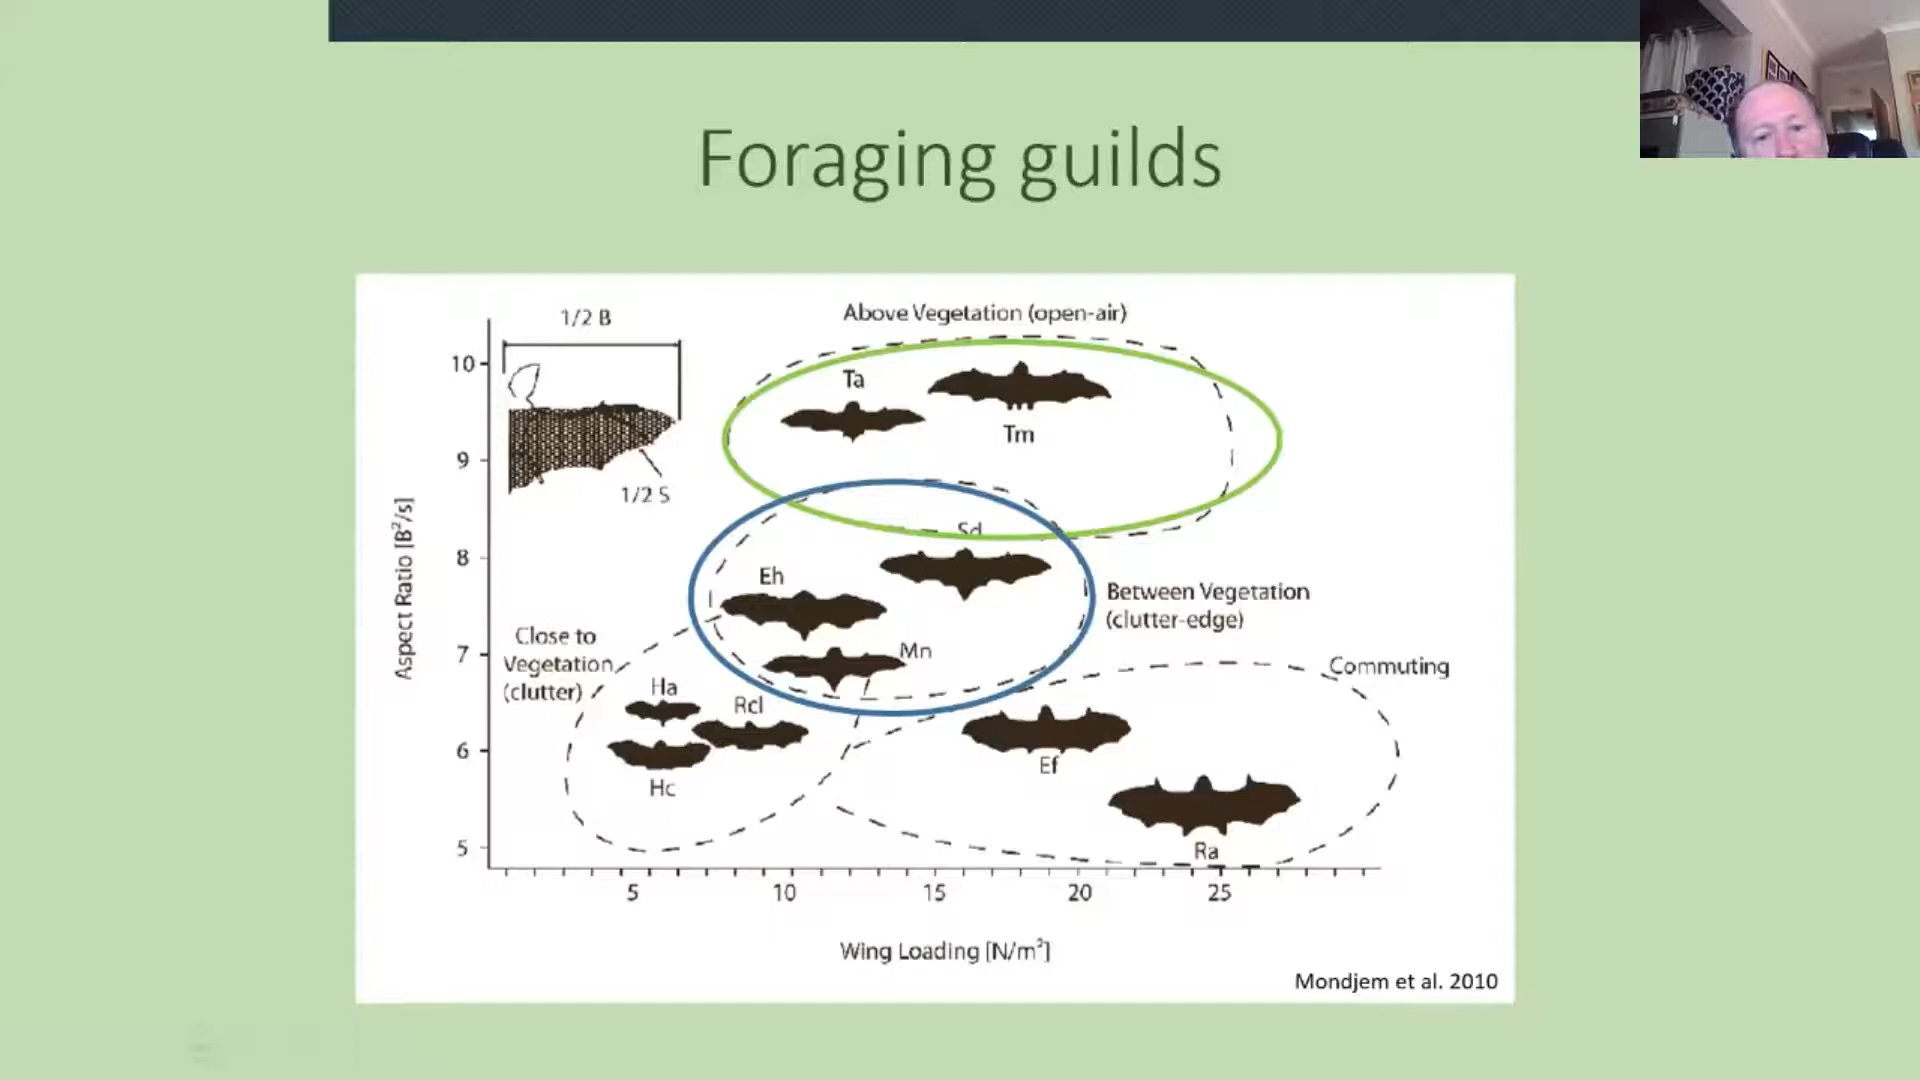 Foraging guilds
1/2 B
Above Vegetation (open-air)
10
Ta
Tm
9
1/2 S
Aspect Ratio [B²/s]
8
Sd
Eh
Between Vegetation
(clutter-edge)
Close to
Vegetation
(clutter)
7
Mn
Commuting
Ha
Rcl
6
Ef
Hc
5
Ra
5
10
15
20
25
Wing Loading [N/m²]
Mondjem et al. 2010